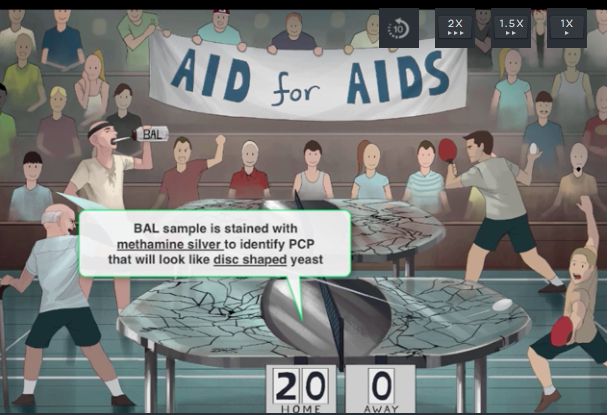 10
2X
1.5X
1X
AID for AIDS
BAL
BAL sample is stained with
methamine silver to identify PCP
that will look like disc shaped yeast
20
HOME
0
AWAY